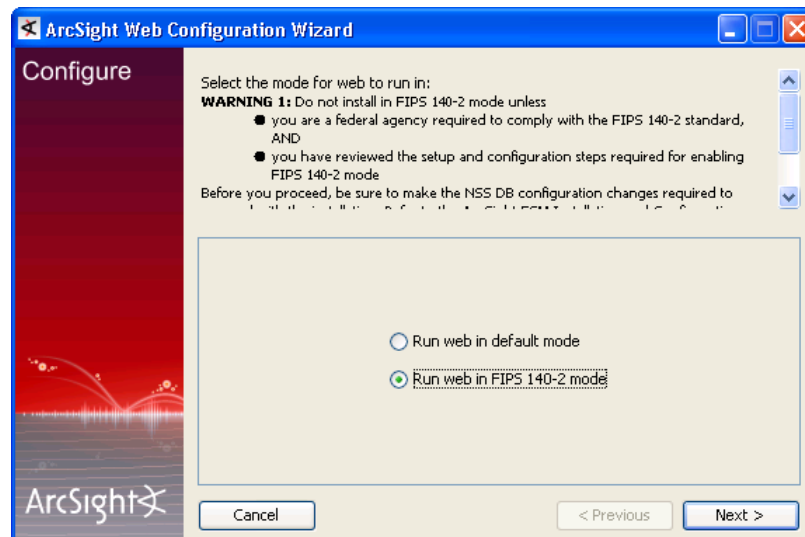 ArcSight Web Configuration Wizard
Configure
Select the mode for web to run in:
WARNING 1: Do not install in FIPS 140-2 mode unless
● you are a federal agency required to comply with the FIPS 140-2 standard,
AND
● you have reviewed the setup and configuration steps required for enabling
FIPS 140-2 mode
Before you proceed, be sure to make the NSS DB configuration changes required to
Run web in default mode
Run web in FIPS 140-2 mode
ArcSight
Cancel
< Previous
Next >